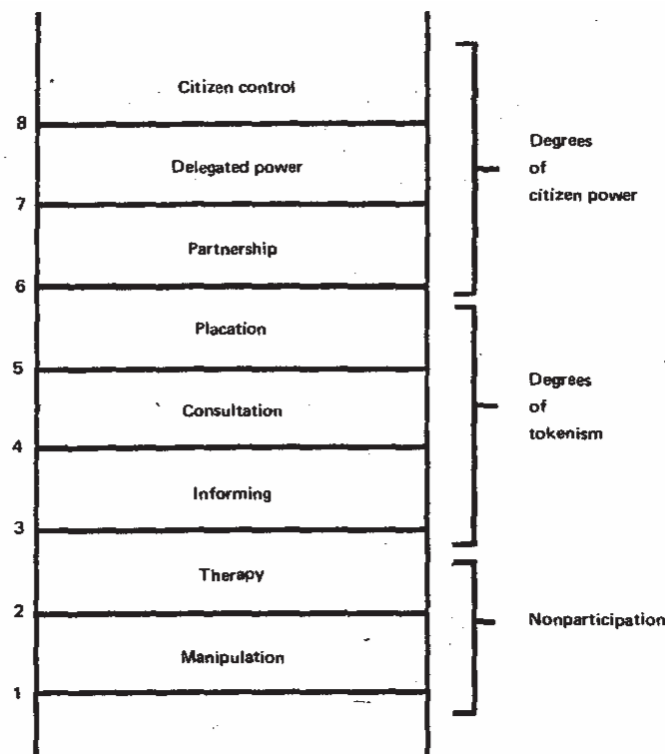 Citizen control
8
Delegated power
7
Partnership
6
Placation
5
Consultation
4
Informing
3
Therapy
2
Manipulation
1
Degrees
of
citizen power
Degrees
of
tokenism
Nonparticipation